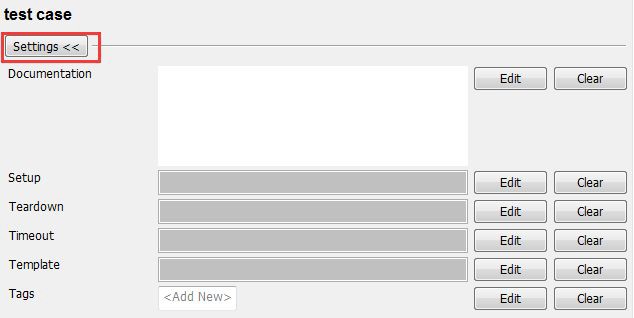 test case
Settings <<
Documentation Edit Clear
Setup Edit Clear
Teardown Edit Clear
Timeout Edit Clear
Template Edit Clear
Tags <Add New> Edit Clear